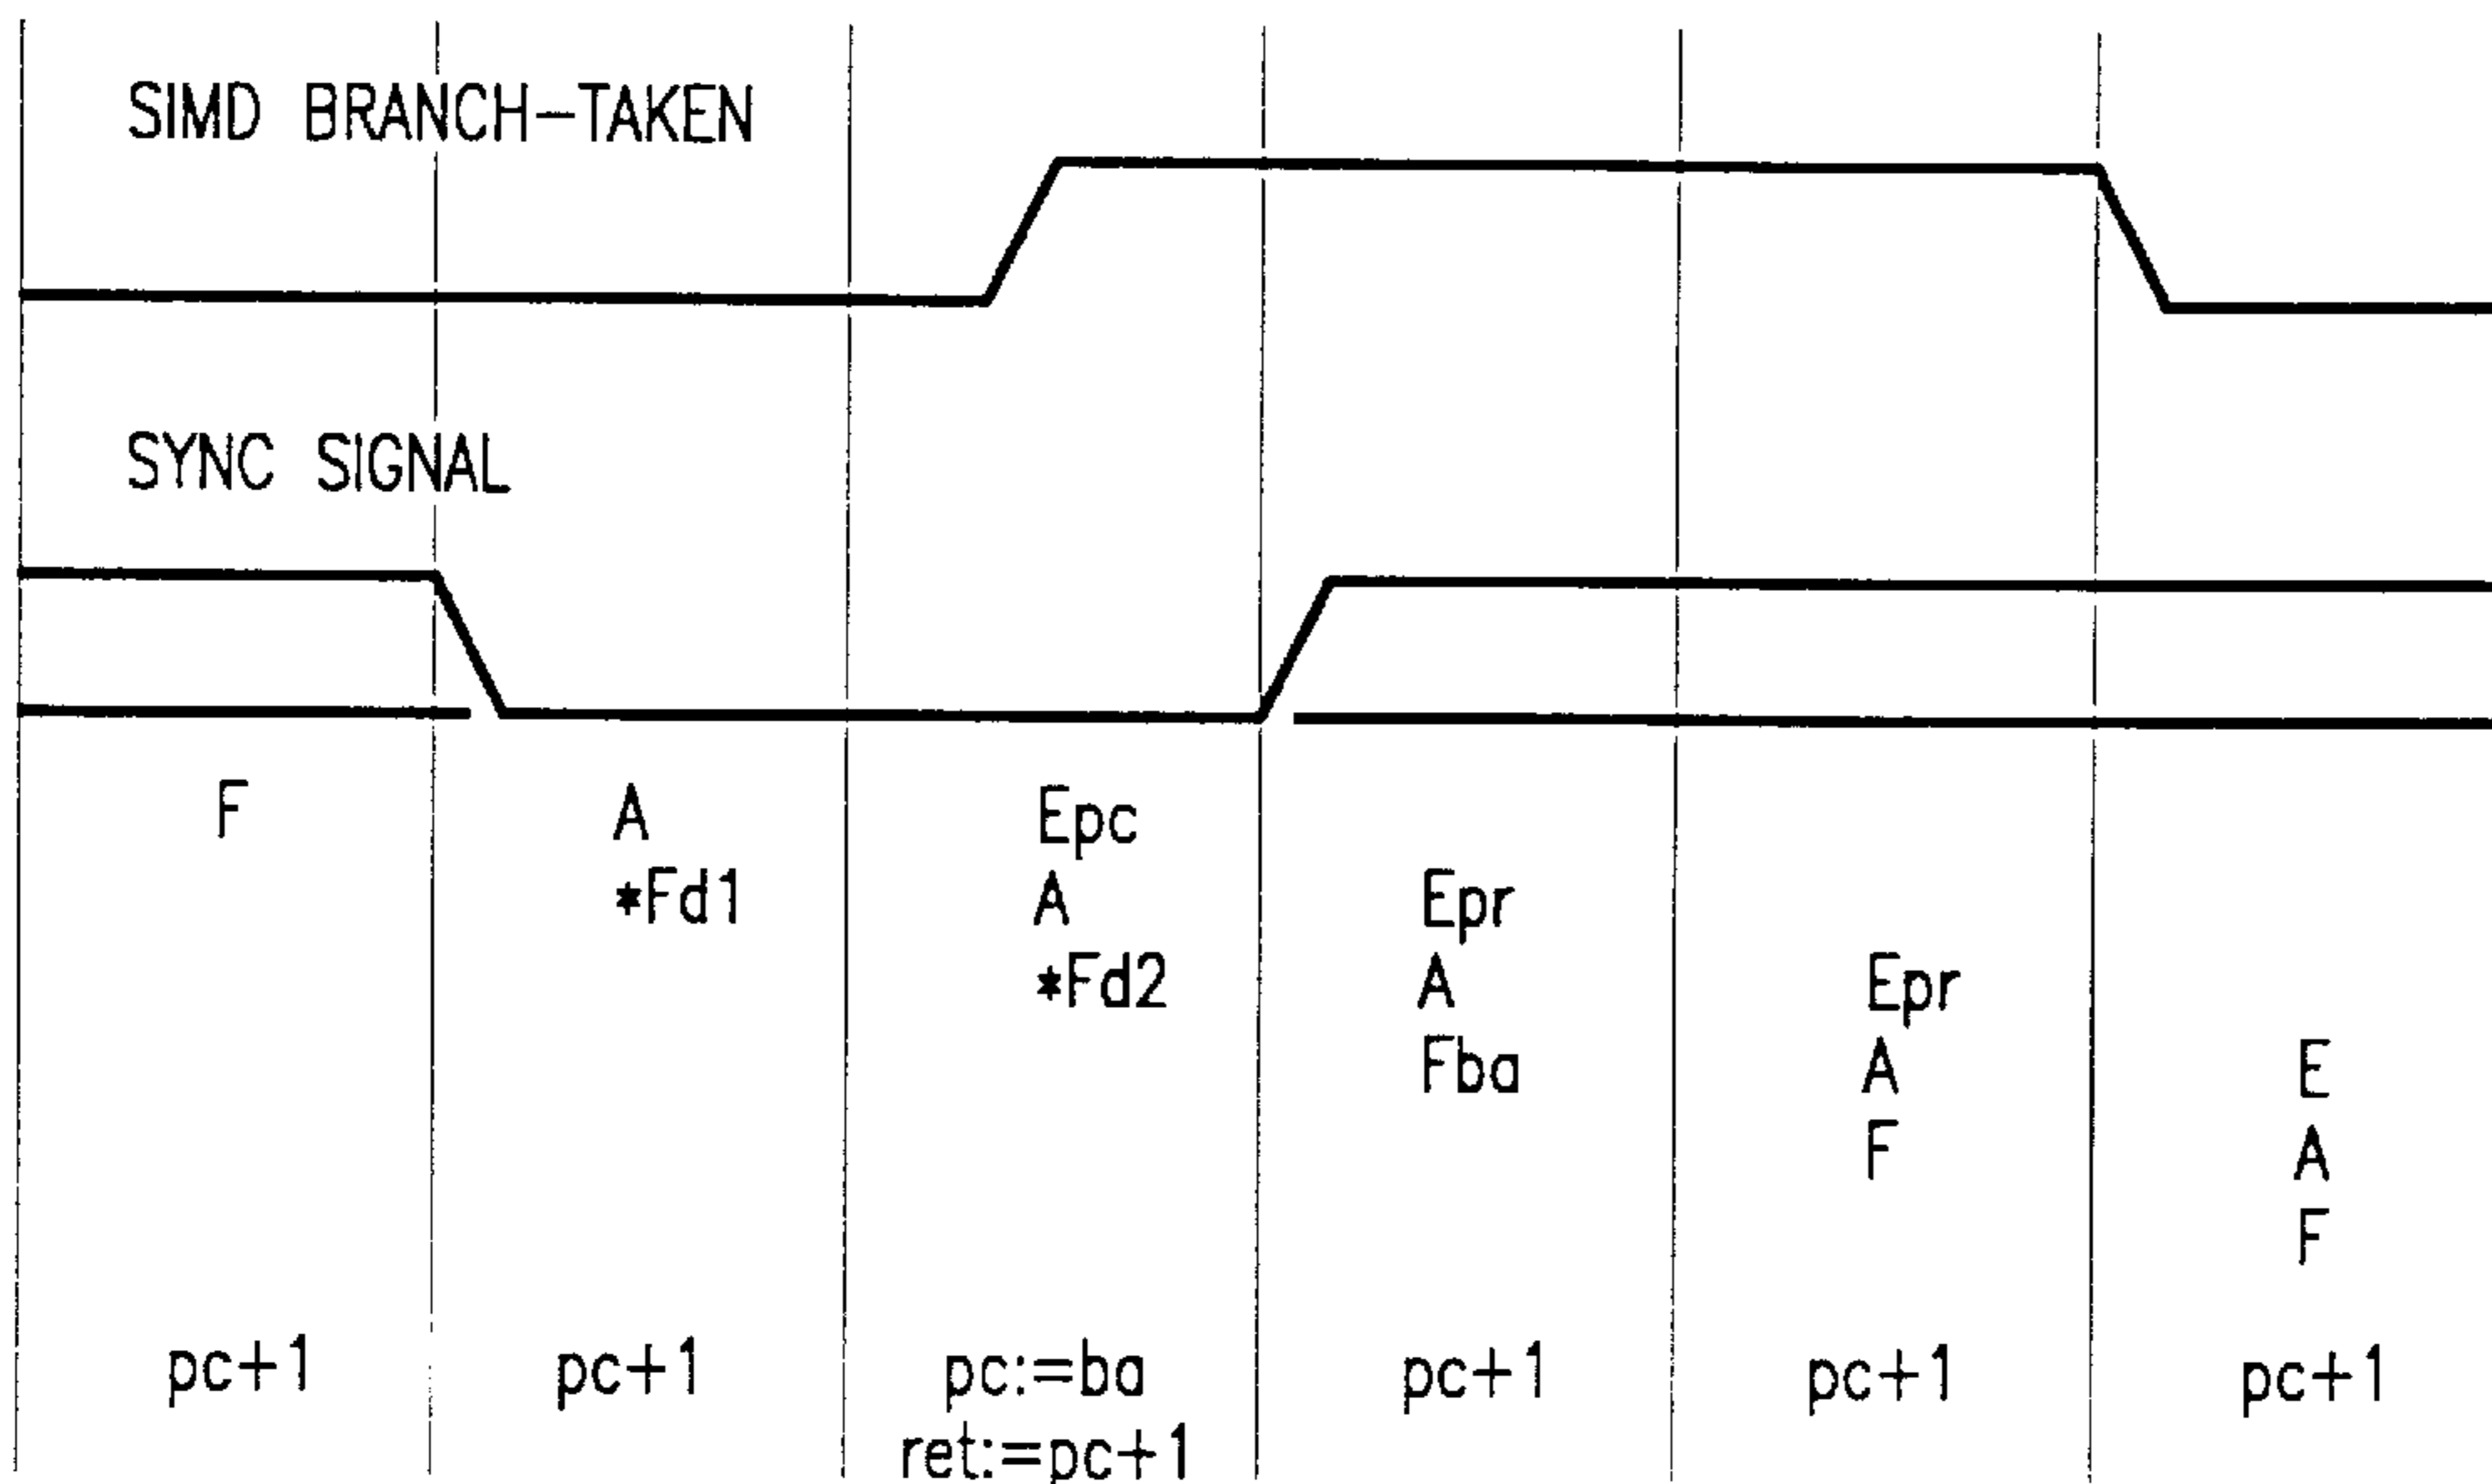 SIMD BRANCH-TAKEN
SYNC SIGNAL
F A Epc
*Fd1 A Epr
*Fd2 A Epr
Fba A E
F A
F
pc+1 pc+1 pc:=ba pc+1 pc+1 pc+1
ret:=pc+1